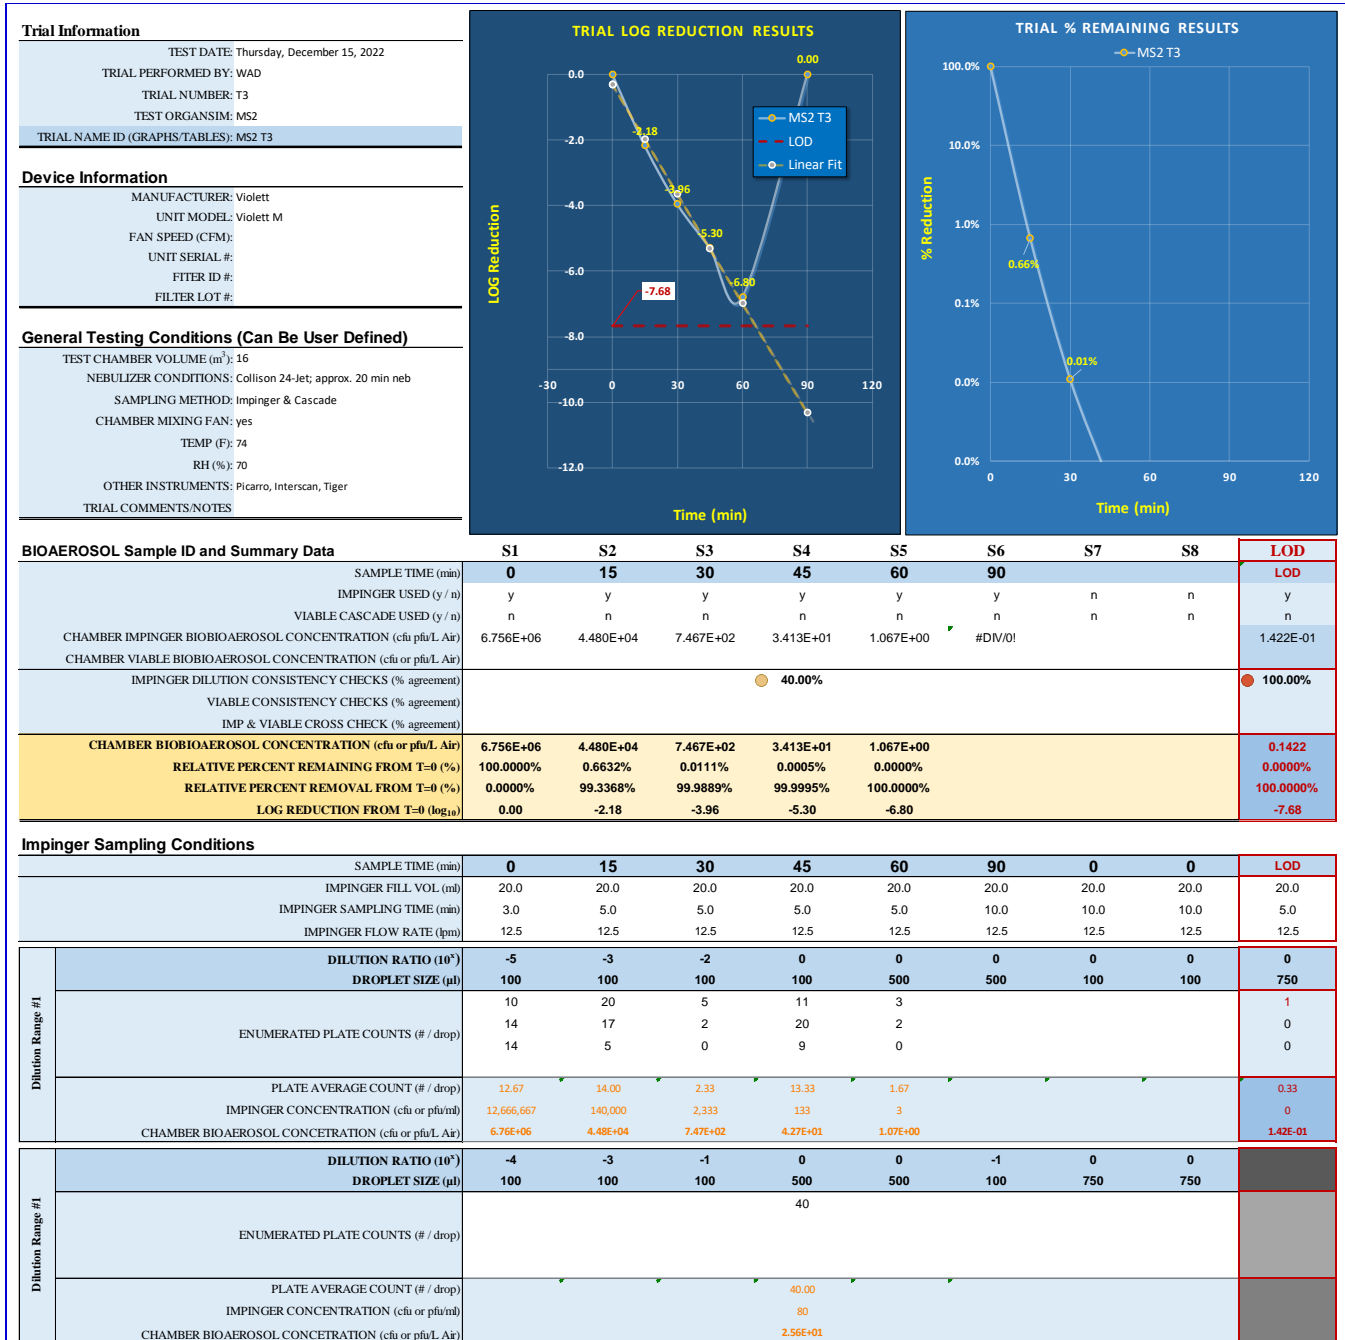 Trial Information
TEST DATE: Thursday, December 15, 2022
TRIAL PERFORMED BY: WAD
TRIAL NUMBER: T3
TEST ORGANSIM: MS2
TRIAL NAME ID (GRAPHS/TABLES): MS2 T3
Device Information
MANUFACTURER: Violett
UNIT MODEL: Violett M
FAN SPEED (CFM):
UNIT SERIAL #:
FITER ID #:
FILTER LOT #:
General Testing Conditions (Can Be User Defined)
TEST CHAMBER VOLUME (m³): 16
NEBULIZER CONDITIONS: Collison 24-Jet; approx. 20 min neb
SAMPLING METHOD: Impinger & Cascade
CHAMBER MIXING FAN: yes
TEMP (F): 74
RH (%): 70
OTHER INSTRUMENTS: Picarro, Interscan, Tiger
TRIAL COMMENTS/NOTES
TRIAL LOG REDUCTION RESULTS
0.00
0.0
MS2 T3
-2.18
-2.0
LOD
Linear Fit
-3.96
-4.0
-5.30
LOG Reduction
-6.0
-6.80
-7.68
-8.0
-30 0 30 60 90 120
-10.0
-12.0
Time (min)
TRIAL % REMAINING RESULTS
MS2 T3
100.0%
10.0%
% Reduction
1.0%
0.66%
0.1%
0.01%
0.0%
0.0%
0 30 60 90 120
Time (min)
BIOAEROSOL Sample ID and Summary Data S1 S2 S3 S4 S5 S6 S7 S8 LOD
SAMPLE TIME (min) 0 15 30 45 60 90 LOD
IMPINGER USED (y / n) y y y y y y n n y
VIABLE CASCADE USED (y / n) n n n n n n n n n
CHAMBER IMPINGER BIOBIOAEROSOL CONCENTRATION (cfu pfu/L Air) 6.756E+06 4.480E+04 7.467E+02 3.413E+01 1.067E+00 #DIV/0! 1.422E-01
CHAMBER VIABLE BIOBIOAEROSOL CONCENTRATION (cfu or pfu/L Air)
IMPINGER DILUTION CONSISTENCY CHECKS (% agreement) 40.00% 100.00%
VIABLE CONSISTENCY CHECKS (% agreement)
IMP & VIABLE CROSS CHECK (% agreement)
CHAMBER BIOBIOAEROSOL CONCENTRATION (cfu or pfu/L Air) 6.756E+06 4.480E+04 7.467E+02 3.413E+01 1.067E+00 0.1422
RELATIVE PERCENT REMAINING FROM T=0 (%) 100.0000% 0.6632% 0.0111% 0.0005% 0.0000% 0.0000%
RELATIVE PERCENT REMOVAL FROM T=0 (%) 0.0000% 99.3368% 99.9889% 99.9995% 100.0000% 100.0000%
LOG REDUCTION FROM T=0 (log₁₀) 0.00 -2.18 -3.96 -5.30 -6.80 -7.68
Impinger Sampling Conditions
SAMPLE TIME (min) 0 15 30 45 60 90 0 0 LOD
IMPINGER FILL VOL (ml) 20.0 20.0 20.0 20.0 20.0 20.0 20.0 20.0 20.0
IMPINGER SAMPLING TIME (min) 3.0 5.0 5.0 5.0 5.0 10.0 10.0 10.0 5.0
IMPINGER FLOW RATE (lpm) 12.5 12.5 12.5 12.5 12.5 12.5 12.5 12.5 12.5
Dilution Range #1
DILUTION RATIO (10ˣ) -5 -3 -2 0 0 0 0 0 0
DROPLET SIZE (µl) 100 100 100 100 500 500 100 100 750
10 20 5 11 3 1
ENUMERATED PLATE COUNTS (# / drop) 14 17 2 20 2 0
14 5 0 9 0 0
PLATE AVERAGE COUNT (# / drop) 12.67 14.00 2.33 13.33 1.67 0.33
IMPINGER CONCENTRATION (cfu or pfu/ml) 12,666,667 140,000 2,333 133 3 0
CHAMBER BIOAEROSOL CONCETRATION (cfu or pfu/L Air) 6.76E+06 4.48E+04 7.47E+02 4.27E+01 1.07E+00 1.42E-01
Dilution Range #1
DILUTION RATIO (10ˣ) -4 -3 -1 0 0 -1 0 0
DROPLET SIZE (µl) 100 100 100 500 500 100 750 750
40
ENUMERATED PLATE COUNTS (# / drop)
PLATE AVERAGE COUNT (# / drop) 40.00
IMPINGER CONCENTRATION (cfu or pfu/ml) 80
CHAMBER BIOAEROSOL CONCETRATION (cfu or pfu/L Air) 2.56E+01